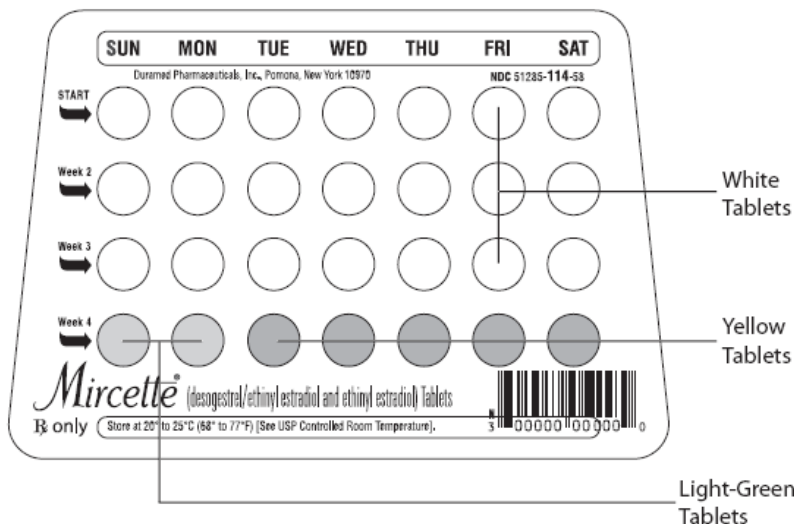 SUN MON TUE WED THU FRI SAT
Duramed Pharmaceuticals, Inc., Pomona, New York 10970 NDC 51285-114-58
START
Week 2
White
Tablets
Week 3
Week 4
Yellow
Tablets
Mircette® (desogestrel/ethinyl estradiol and ethinyl estradiol) Tablets
℞ only Store at 20° to 25°C (68° to 77°F) [See USP Controlled Room Temperature].
N
3 00000 00000 0
Light-Green
Tablets